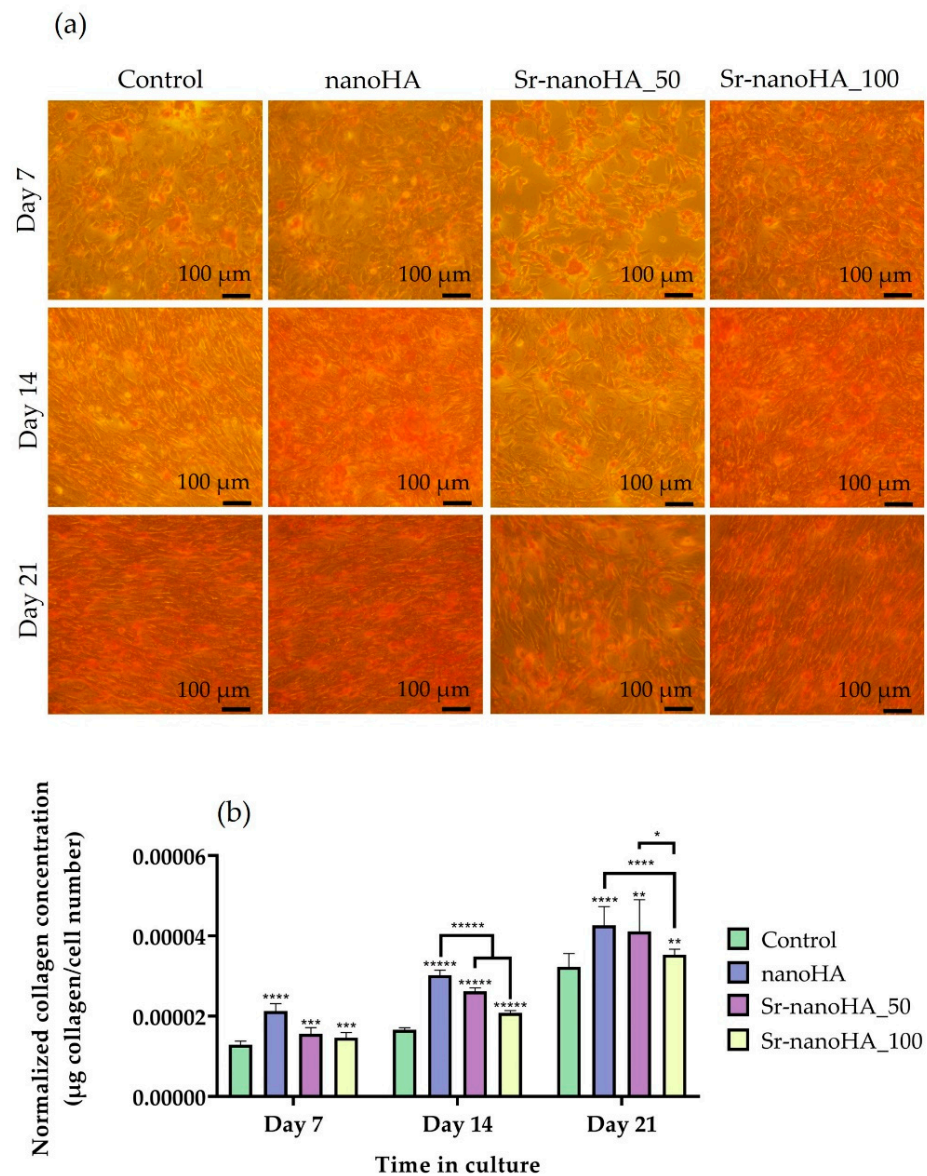 (a)
Control nanoHA Sr-nanoHA_50 Sr-nanoHA_100
Day 7
100 μm 100 μm 100 μm 100 μm
Day 14
100 μm 100 μm 100 μm 100 μm
Day 21
100 μm 100 μm 100 μm 100 μm
(b)
Normalized collagen concentration
(μg collagen/cell number)
0.00006
0.00004
0.00002
0.00000
**** *** ***
*****
***** ***** *****
*
****
**** ** **
Day 7 Day 14 Day 21
Time in culture
Control
nanoHA
Sr-nanoHA_50
Sr-nanoHA_100